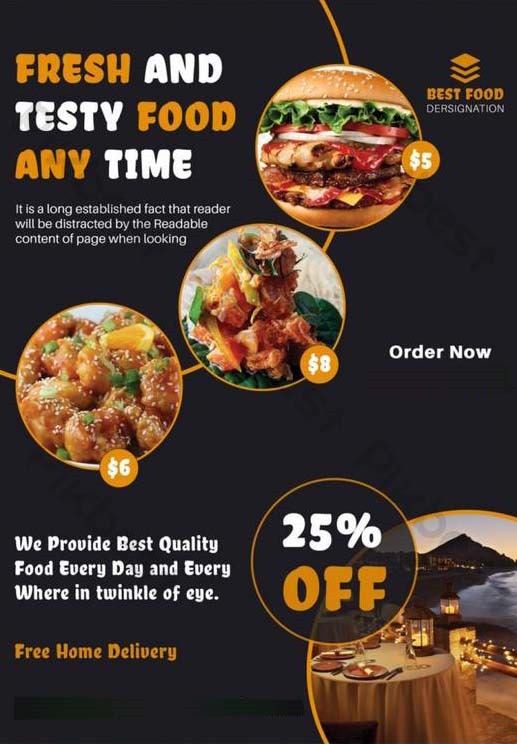 FRESH AND
TESTY FOOD
ANY TIME
BEST FOOD
DERSIGNATION
$5
It is a long established fact that reader
will be distracted by the Readable
content of page when looking
$8
Order Now
$6
25%
OFF
We Provide Best Quality
Food Every Day and Every
Where in twinkle of eye.
Free Home Delivery